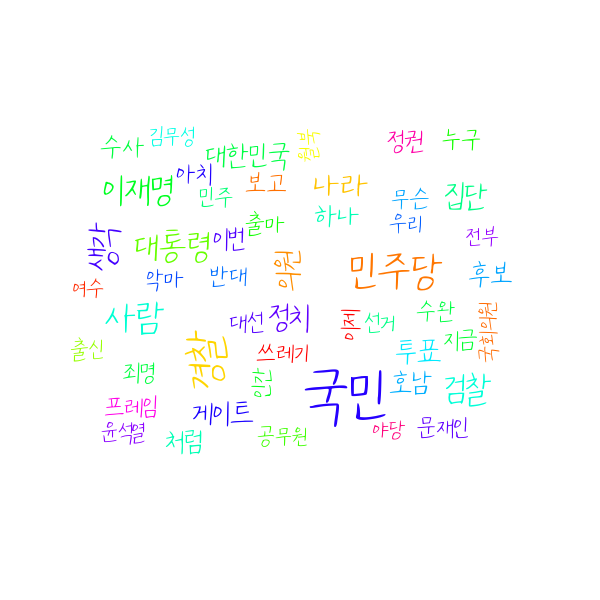 수사 김무성 대한민국 정권 누구
이재명 아치 민주 보고 나라 무슨 집단
생각 대통령 이번 출마 하나 우리 전부
여수 악마 반대 의원 민주당 후보
사람 대선 정치 이제 선거 수완 국회의원
출신 죄명 경찰 쓰레기 투표 지금
프레임 게이트 인간 국민 호남 검찰
윤석열 처럼 공무원 야당 문재인